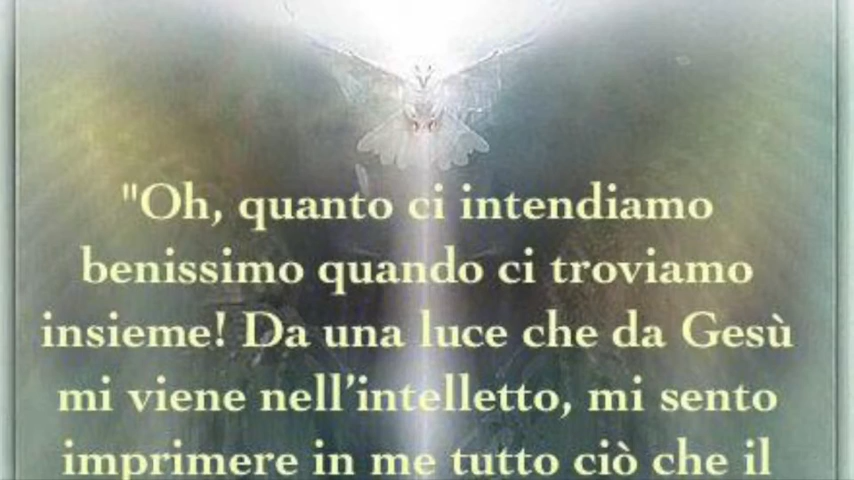 "Oh, quanto ci intendiamo
benissimo quando ci troviamo
insieme! Da una luce che da Gesù
mi viene nell’intelletto, mi sento
imprimere in me tutto ciò che il